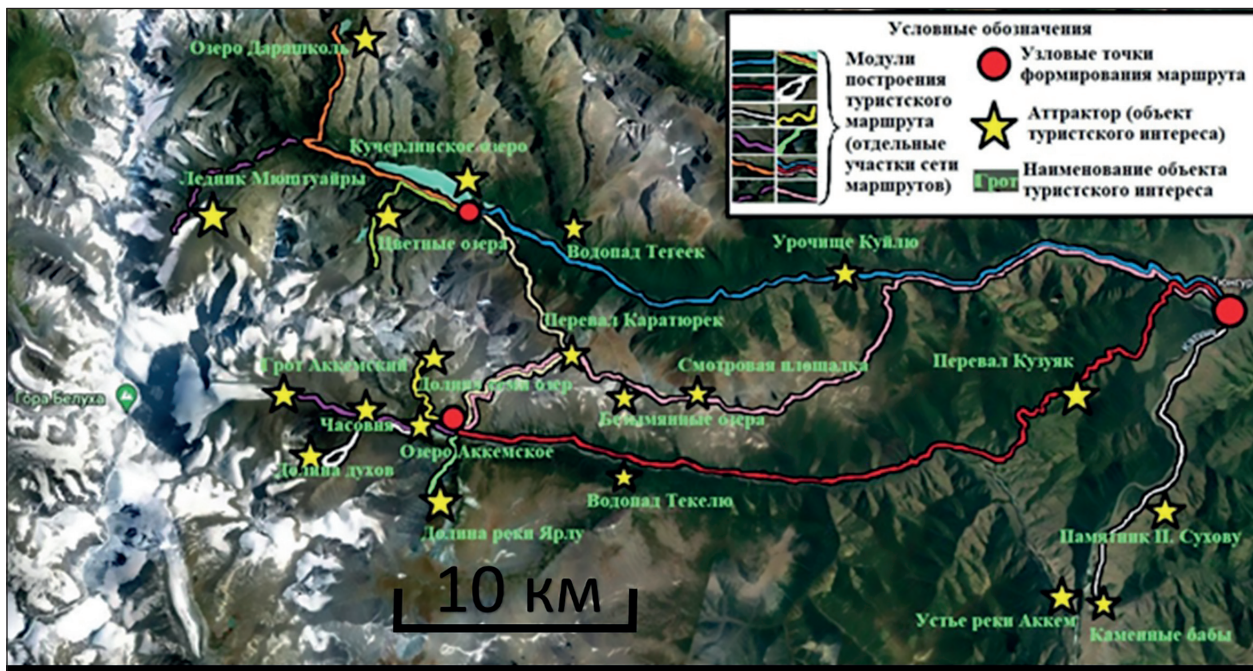 Условные обозначения
Модули
построения
туристского
маршрута
(отдельные
участки сети
маршрутов)
Узловые точки
формирования маршрута
Аттрактор (объект
туристского интереса)
Грот
Наименование объекта
туристского интереса
Озеро Дарашколь
Кучерлинское озеро
Ледник Мюштуайры
Цветные озера
Водопад Тегеек
Урочище Куйлю
Перевал Каратюрек
Грот Аккемский
Долина семи озер
Смотровая площадка
Перевал Кузуяк
Гора Белуха
Часовня
Безымянные озера
Озеро Аккемское
Долина духов
Водопад Текелю
Долина реки Ярлу
Памятник П. Сухову
10 км
Устье реки Аккем
Каменные бабы